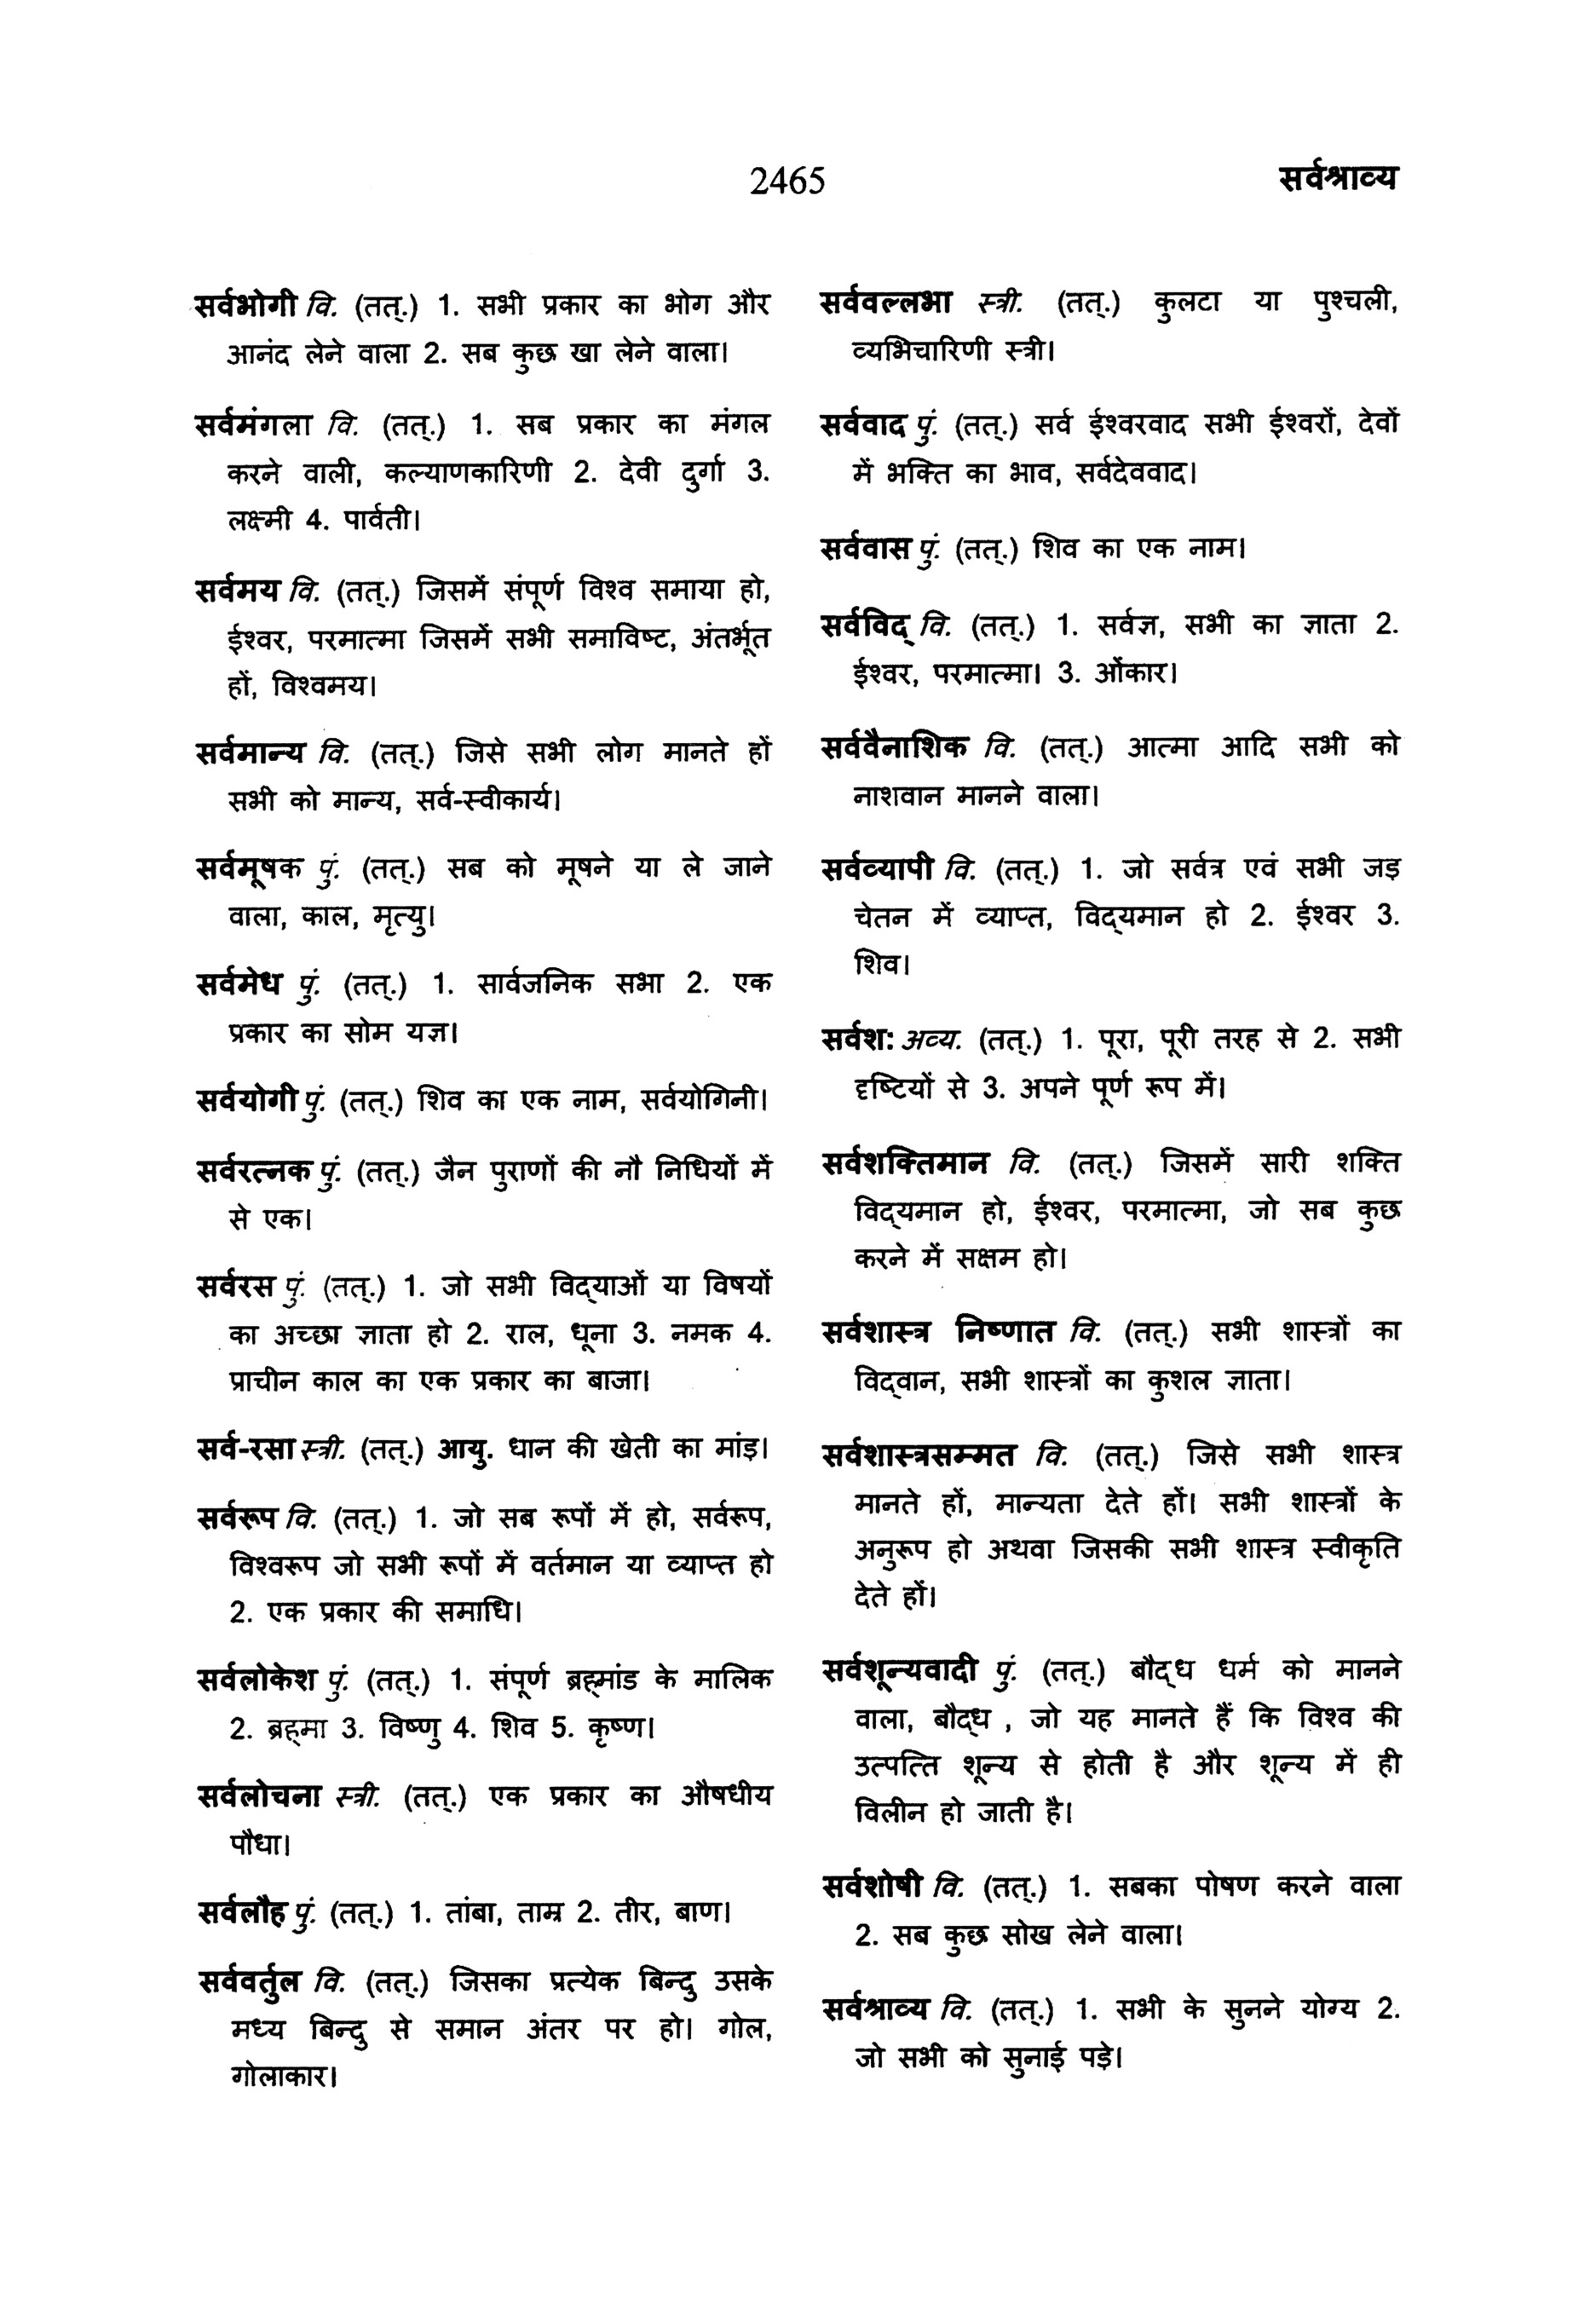 2465
सर्वश्राव्य
सर्वभोगी वि. (तत्.) 1. सभी प्रकार का भोग और
आनंद लेने वाला 2. सब कुछ खा लेने वाला।
सर्वमंगला वि. (तत्.) 1. सब प्रकार का मंगल
करने वाली, कल्याणकारिणी 2. देवी दुर्गा 3.
लक्ष्मी 4. पार्वती।
सर्वमय वि. (तत्.) जिसमें संपूर्ण विश्व समाया हो,
ईश्वर, परमात्मा जिसमें सभी समाविष्ट, अंतर्भूत
हों, विश्वमय।
सर्वमान्य वि. (तत्.) जिसे सभी लोग मानते हों
सभी को मान्य, सर्व-स्वीकार्य।
सर्वमूषक पुं. (तत्.) सब को मूषने या ले जाने
वाला, काल, मृत्यु।
सर्वमेध पुं. (तत्.) 1. सार्वजनिक सभा 2. एक
प्रकार का सोम यज्ञ।
सर्वयोगी पुं. (तत्.) शिव का एक नाम, सर्वयोगिनी।
सर्वरत्नक पुं. (तत्.) जैन पुराणों की नौ निधियों में
से एक।
सर्वरस पुं. (तत्.) 1. जो सभी विद्‌याओं या विषयों
का अच्छा ज्ञाता हो 2. राल, धूना 3. नमक 4.
प्राचीन काल का एक प्रकार का बाजा।
सर्व-रसा स्त्री. (तत्.) आयु. धान की खेती का मांड़।
सर्वरूप वि. (तत्.) 1. जो सब रूपों में हो, सर्वरूप,
विश्वरूप जो सभी रूपों में वर्तमान या व्याप्त हो
2. एक प्रकार की समाधि।
सर्वलोकेश पुं. (तत्.) 1. संपूर्ण ब्रह्‌मांड के मालिक
2. ब्रह्‌मा 3. विष्णु 4. शिव 5. कृष्ण।
सर्वलोचना स्त्री. (तत्.) एक प्रकार का औषधीय
पौधा।
सर्वलौह पुं. (तत्.) 1. तांबा, ताम्र 2. तीर, बाण।
सर्ववर्तुल वि. (तत्.) जिसका प्रत्येक बिन्दु उसके
मध्य बिन्दु से समान अंतर पर हो। गोल,
गोलाकार।
सर्ववल्लभा स्त्री. (तत्.) कुलटा या पुश्चली,
व्यभिचारिणी स्त्री।
सर्ववाद पुं. (तत्.) सर्व ईश्वरवाद सभी ईश्वरों, देवों
में भक्ति का भाव, सर्वदेववाद।
सर्ववास पुं. (तत्.) शिव का एक नाम।
सर्वविद् वि. (तत्.) 1. सर्वज्ञ, सभी का ज्ञाता 2.
ईश्वर, परमात्मा। 3. ओंकार।
सर्ववैनाशिक वि. (तत्.) आत्मा आदि सभी को
नाशवान मानने वाला।
सर्वव्यापी वि. (तत्.) 1. जो सर्वत्र एवं सभी जड़
चेतन में व्याप्त, विद्‌यमान हो 2. ईश्वर 3.
शिव।
सर्वश: अव्य. (तत्.) 1. पूरा, पूरी तरह से 2. सभी
दृष्टियों से 3. अपने पूर्ण रूप में।
सर्वशक्तिमान वि. (तत्.) जिसमें सारी शक्ति
विद्‌यमान हो, ईश्वर, परमात्मा, जो सब कुछ
करने में सक्षम हो।
सर्वशास्त्र निष्णात वि. (तत्.) सभी शास्त्रों का
विद्‌वान, सभी शास्त्रों का कुशल ज्ञाता।
सर्वशास्त्रसम्मत वि. (तत्.) जिसे सभी शास्त्र
मानते हों, मान्यता देते हों। सभी शास्त्रों के
अनुरूप हो अथवा जिसकी सभी शास्त्र स्वीकृति
देते हों।
सर्वशून्यवादी पुं. (तत्.) बौद्‌ध धर्म को मानने
वाला, बौद्‌ध , जो यह मानते हैं कि विश्व की
उत्पत्ति शून्य से होती है और शून्य में ही
विलीन हो जाती है।
सर्वशोषी वि. (तत्.) 1. सबका पोषण करने वाला
2. सब कुछ सोख लेने वाला।
सर्वश्राव्य वि. (तत्.) 1. सभी के सुनने योग्य 2.
जो सभी को सुनाई पड़े।